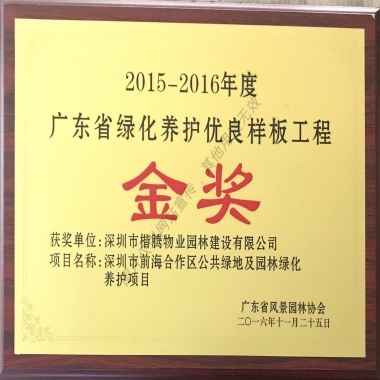 2015-2016年度
广东省绿化养护优良样板工程
金奖
获奖单位:深圳市楷腾物业园林建设有限公司
项目名称:深圳市前海合作区公共绿地及园林绿化
养护项目
广东省风景园林协会
二〇一六年十一月二十五日